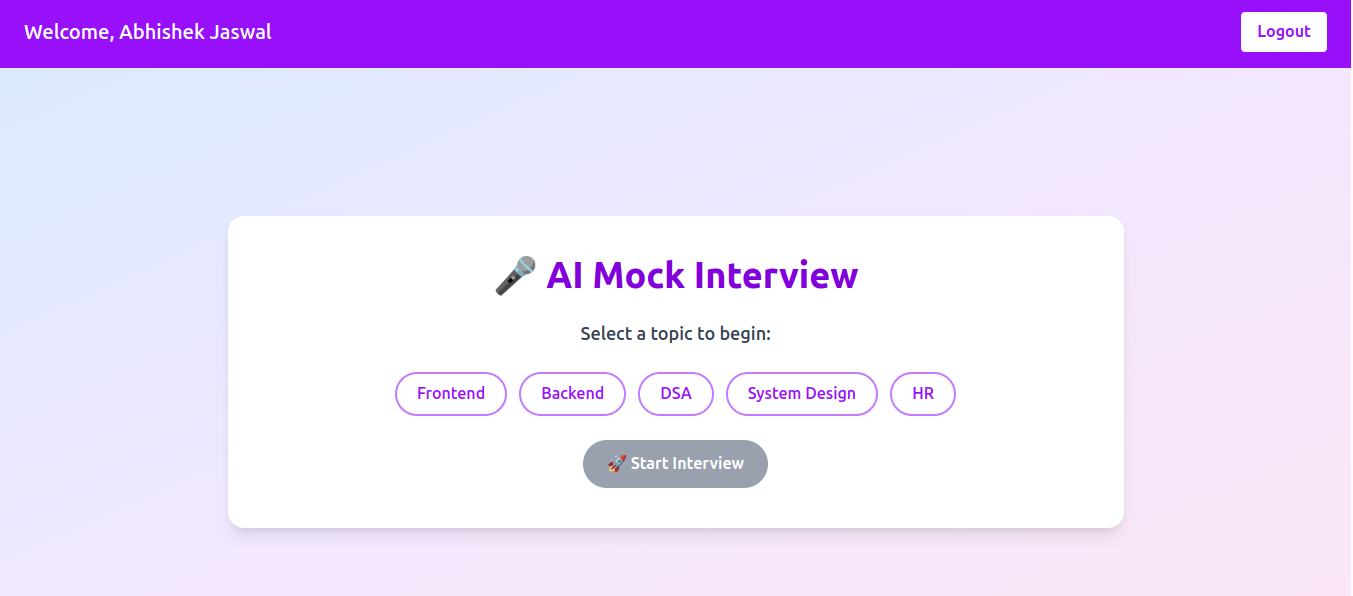 Welcome, Abhishek Jaswal
Logout
🎤 AI Mock Interview
Select a topic to begin:
Frontend
Backend
DSA
System Design
HR
🚀 Start Interview